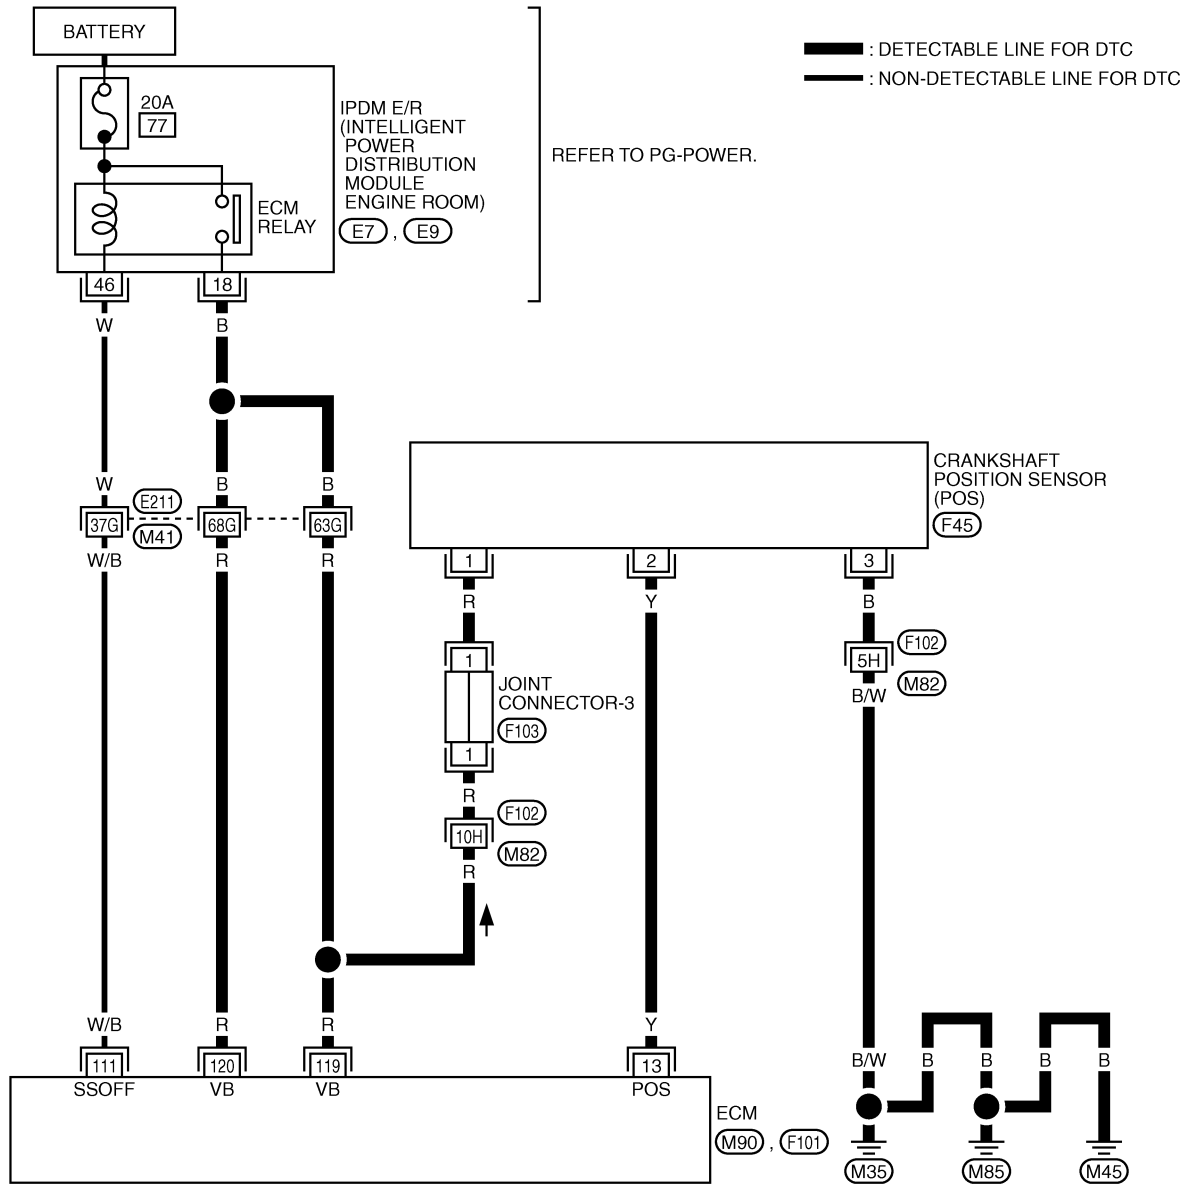 BATTERY
: DETECTABLE LINE FOR DTC
: NON-DETECTABLE LINE FOR DTC
20A
77
IPDM E/R
(INTELLIGENT
POWER
DISTRIBUTION
MODULE
ENGINE ROOM)
E7 , E9
REFER TO PG-POWER.
ECM
RELAY
46 18
W B
W B B
E211
37G 68G 63G
M41
W/B R R
CRANKSHAFT
POSITION SENSOR
(POS)
F45
1 2 3
R Y B
F102
1 5H
M82
JOINT
CONNECTOR-3
B/W
F103
1
R
F102
10H
M82
R
W/B R R Y
B/W B B B B
111 120 119 13
SSOFF VB VB POS
ECM
M90 , F101
M35 M85 M45